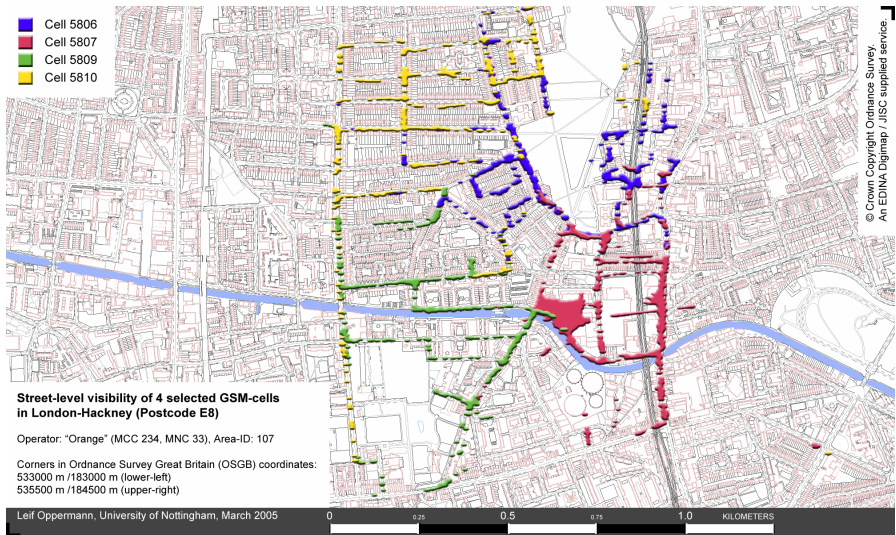 Cell 5806
Cell 5807
Cell 5809
Cell 5810
© Crown Copyright Ordnance Survey.
An EDINA Digimap / JISC supplied service.
Street-level visibility of 4 selected GSM-cells
in London-Hackney (Postcode E8)
Operator: “Orange” (MCC 234, MNC 33), Area-ID: 107
Corners in Ordnance Survey Great Britain (OSGB) coordinates:
533000 m /183000 m (lower-left)
535500 m /184500 m (upper-right)
Leif Oppermann, University of Nottingham, March 2005
0 0.25 0.5 0.75 1.0 KILOMETERS